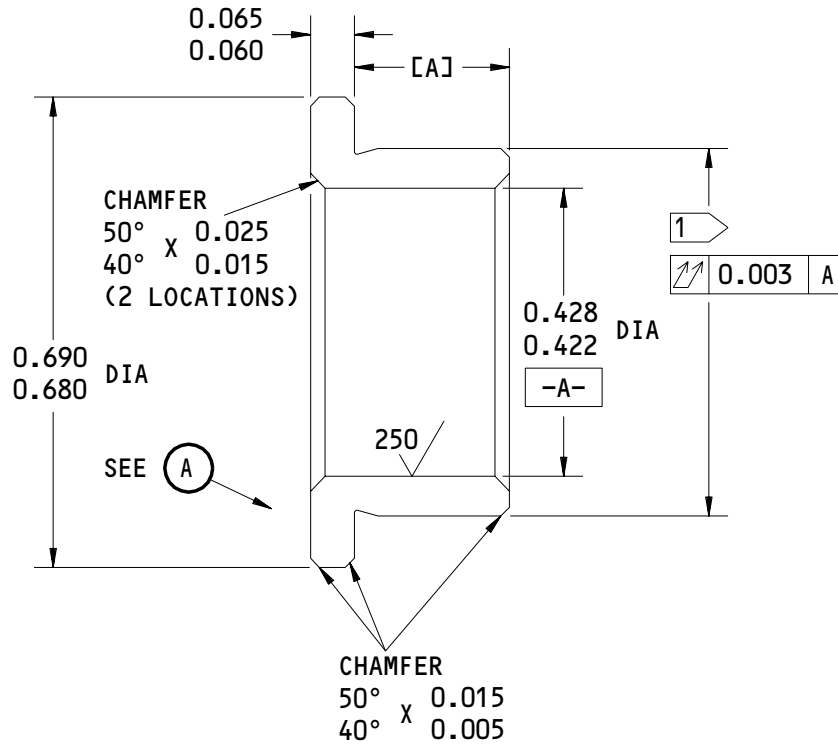 0.065
0.060
[A]
CHAMFER
50° X 0.025
40° 0.015
(2 LOCATIONS)
1
0.003 A
0.428 DIA
0.422
-A-
0.690 DIA
0.680
250
SEE A
CHAMFER
50° X 0.015
40° 0.005